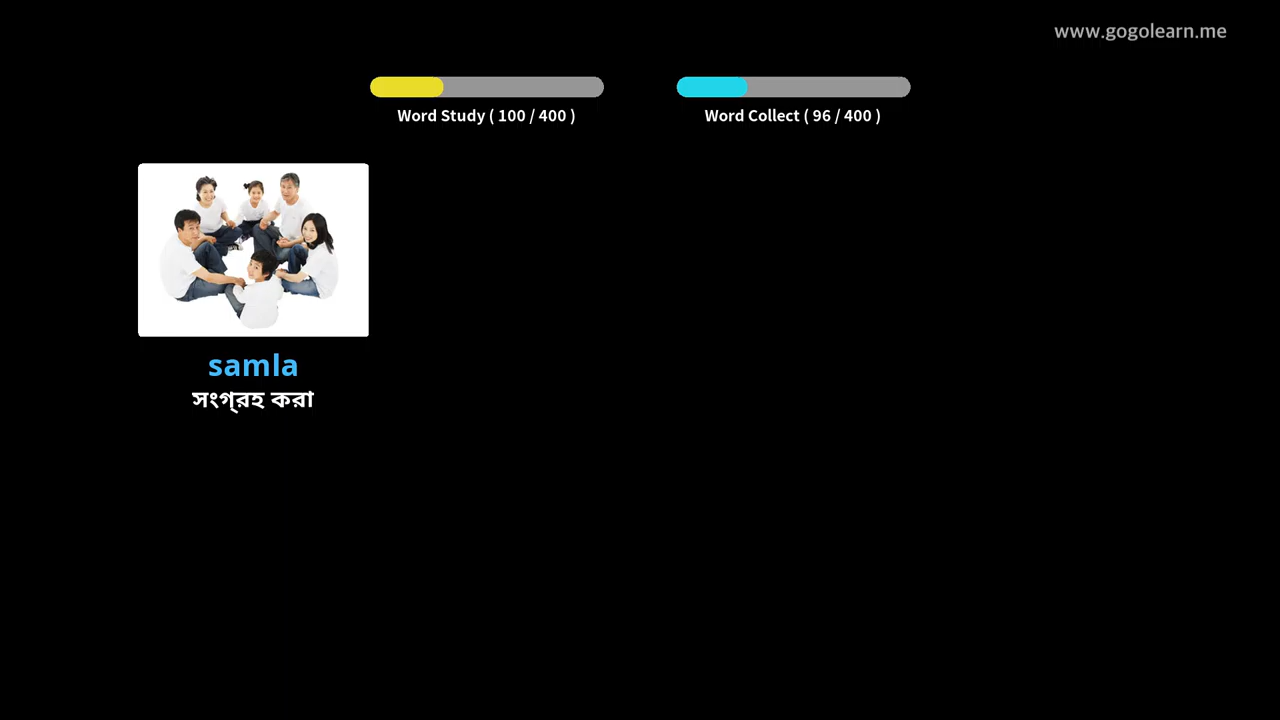 www.gogolearn.me
Word Study ( 100 / 400 )
Word Collect ( 96 / 400 )
samla
সংগ্রহ করা